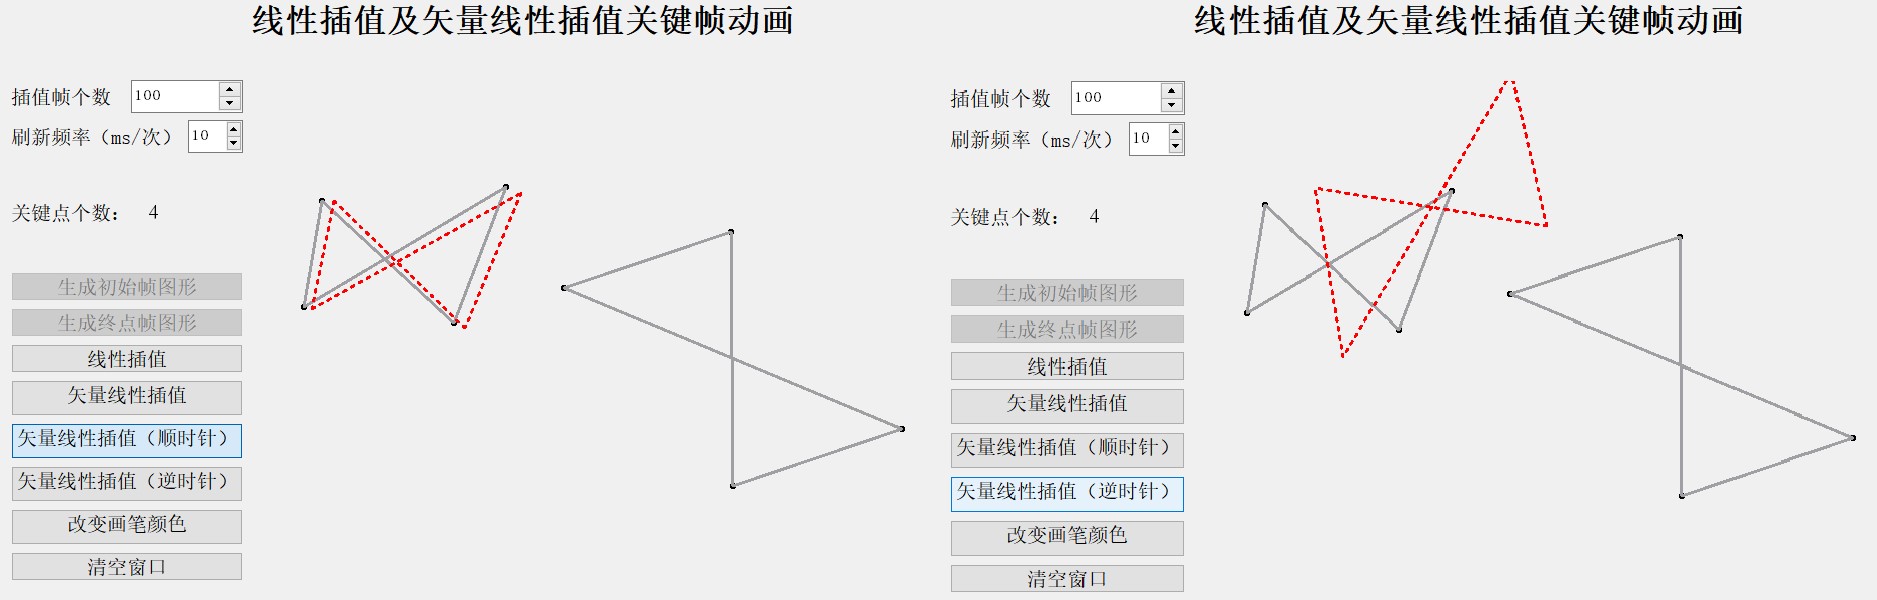 线性插值及矢量线性插值关键帧动画
插值帧个数 100
刷新频率（ms/次） 10
关键点个数： 4
生成初始帧图形
生成终点帧图形
线性插值
矢量线性插值
矢量线性插值（顺时针）
矢量线性插值（逆时针）
改变画笔颜色
清空窗口
线性插值及矢量线性插值关键帧动画
插值帧个数 100
刷新频率（ms/次） 10
关键点个数： 4
生成初始帧图形
生成终点帧图形
线性插值
矢量线性插值
矢量线性插值（顺时针）
矢量线性插值（逆时针）
改变画笔颜色
清空窗口